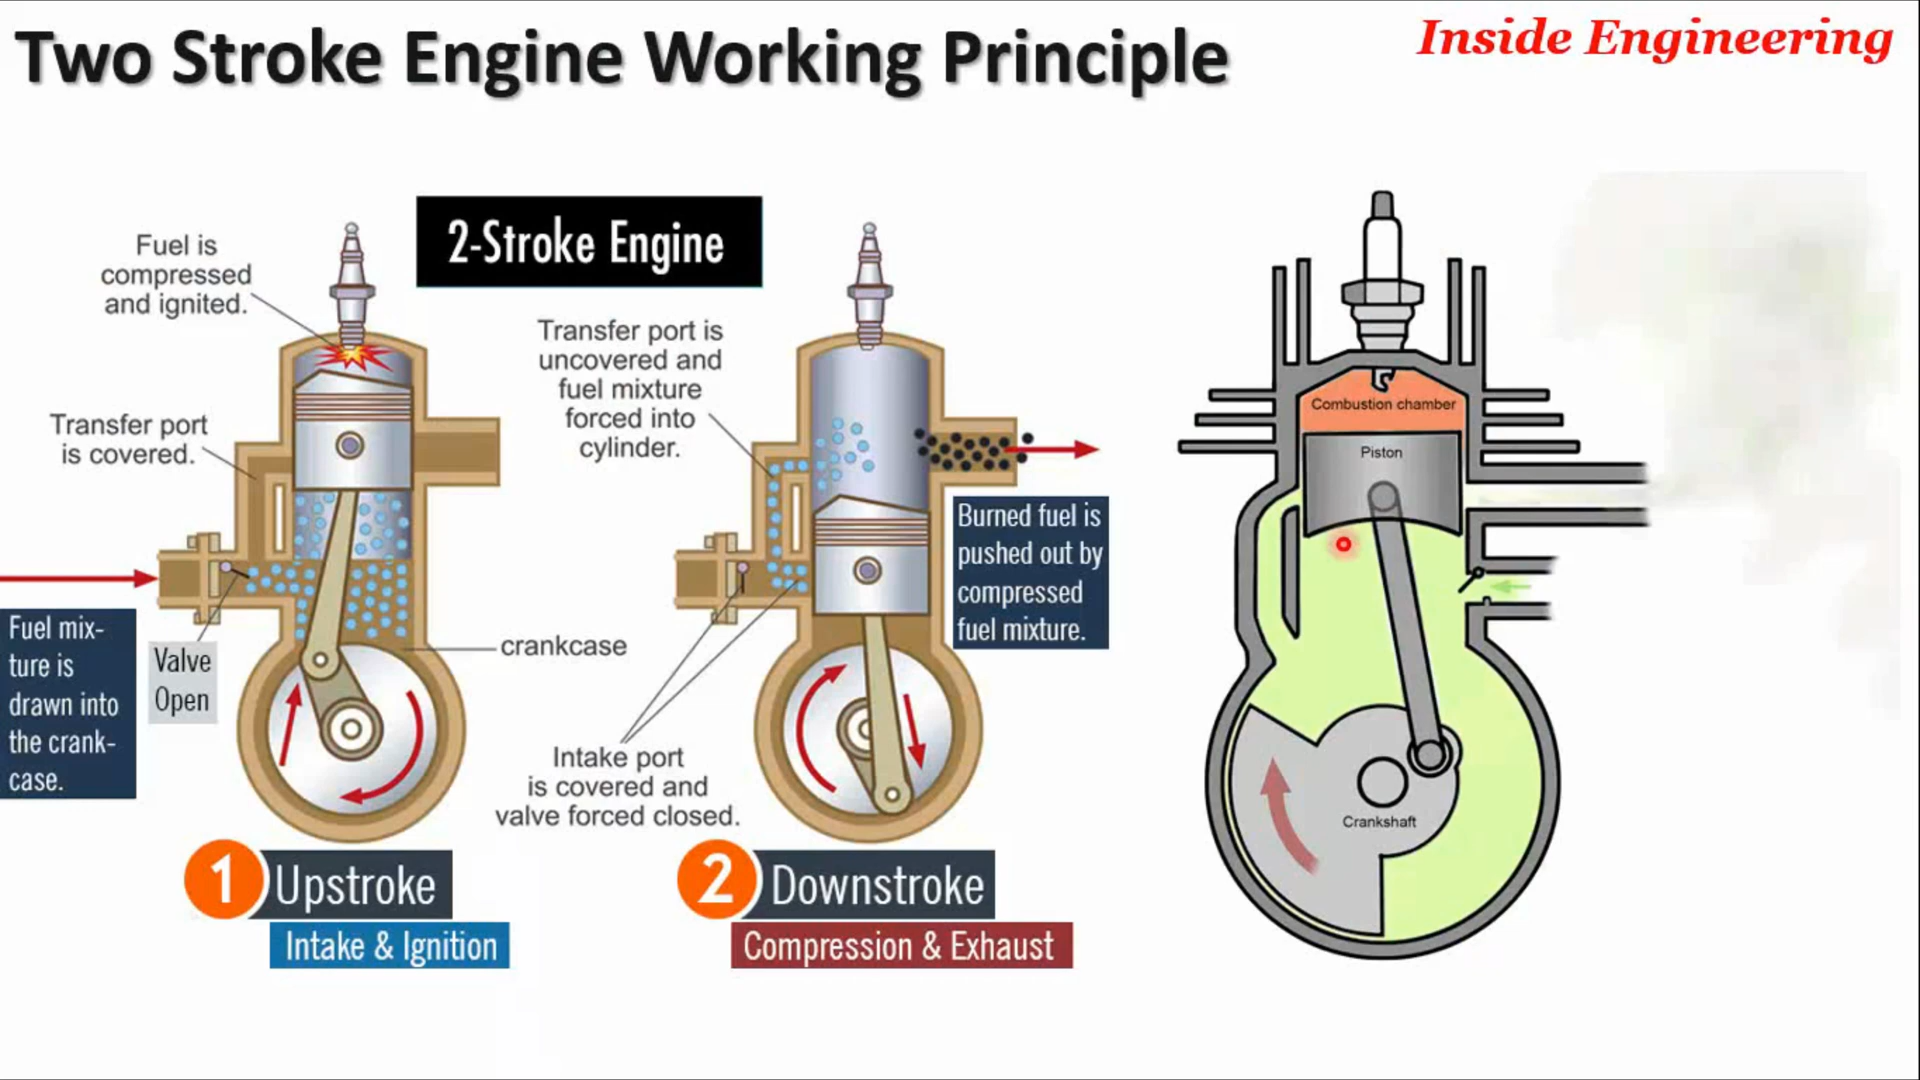 Two Stroke Engine Working Principle
Inside Engineering
2-Stroke Engine
Fuel is
compressed
and ignited.
Transfer port
is covered.
Fuel mix-
ture is
drawn into
the crank-
case.
Valve
Open
crankcase
1
Upstroke
Intake & Ignition
Transfer port is
uncovered and
fuel mixture
forced into
cylinder.
Burned fuel is
pushed out by
compressed
fuel mixture.
Intake port
is covered and
valve forced closed.
2
Downstroke
Compression & Exhaust
Combustion chamber
Piston
Crankshaft